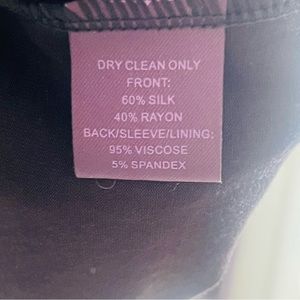 DRY CLEAN ONLY
FRONT:
60% SILK
40% RAYON
BACK/SLEEVE/LINING:
95% VISCOSE
5% SPANDEX